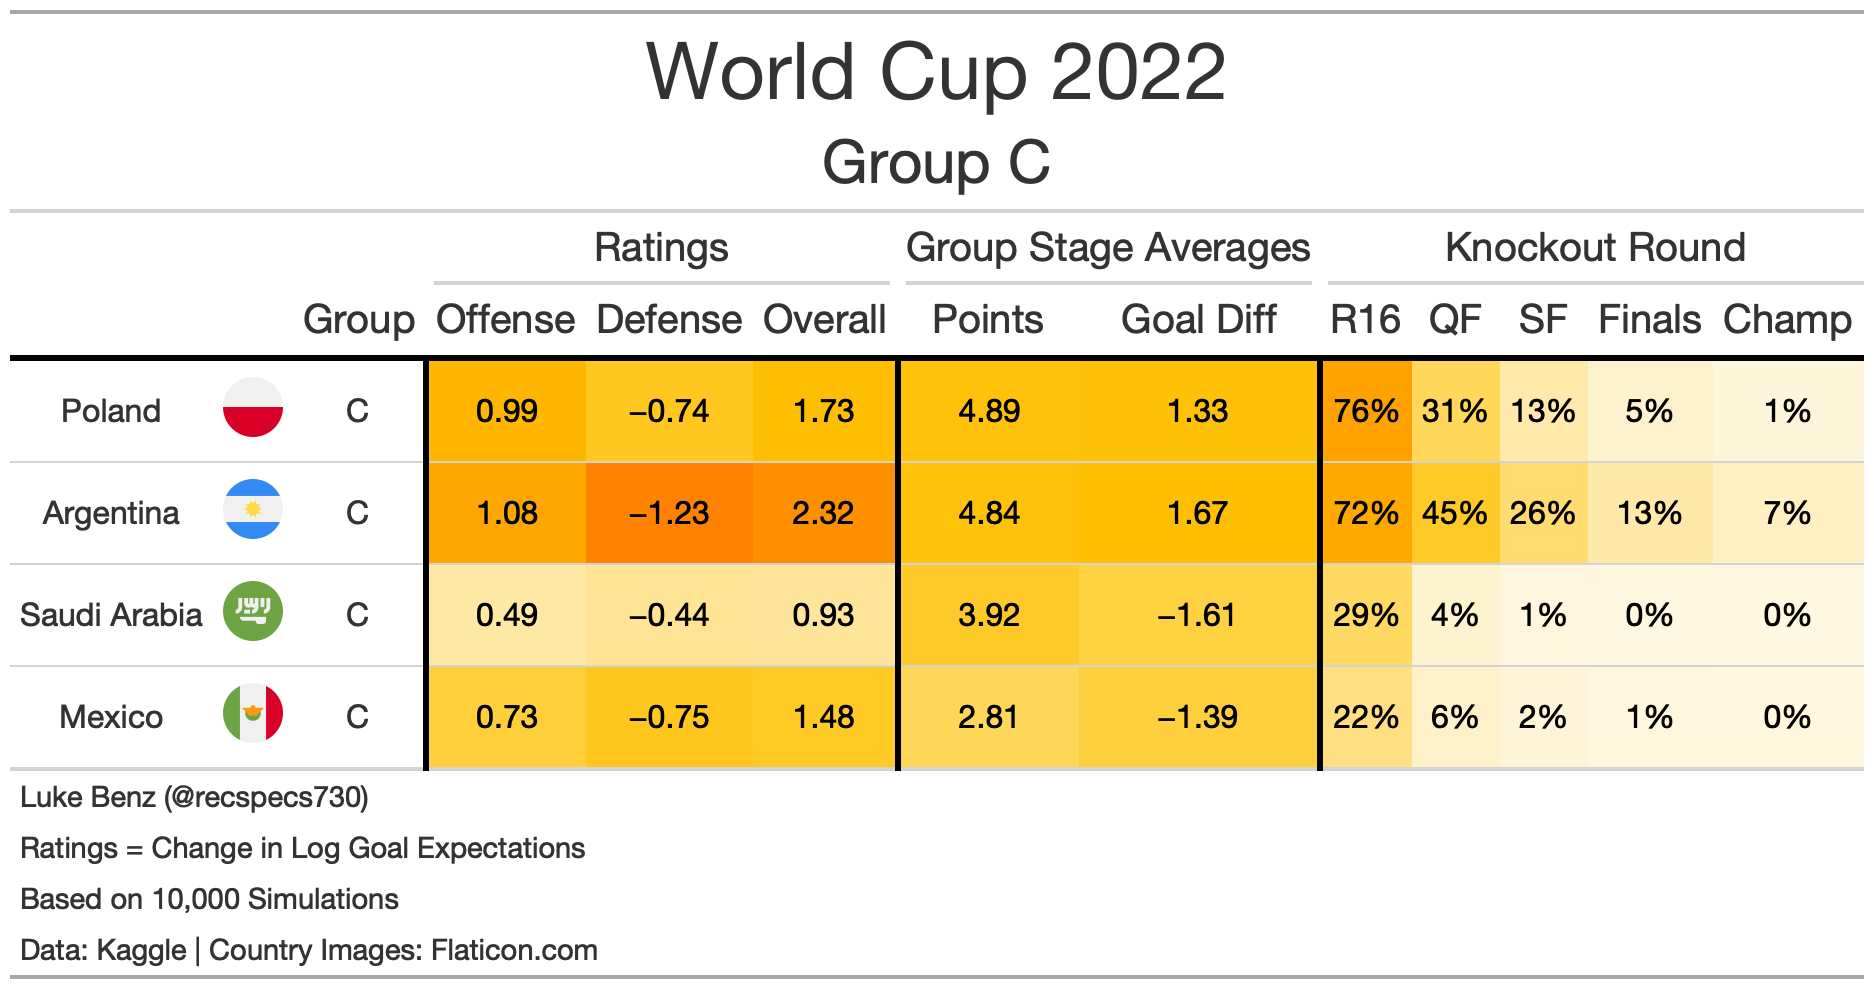 World Cup 2022
Group C
Ratings Group Stage Averages Knockout Round
Group Offense Defense Overall Points Goal Diff R16 QF SF Finals Champ
Poland C 0.99 −0.74 1.73 4.89 1.33 76% 31% 13% 5% 1%
Argentina C 1.08 −1.23 2.32 4.84 1.67 72% 45% 26% 13% 7%
Saudi Arabia C 0.49 −0.44 0.93 3.92 −1.61 29% 4% 1% 0% 0%
Mexico C 0.73 −0.75 1.48 2.81 −1.39 22% 6% 2% 1% 0%
Luke Benz (@recspecs730)
Ratings = Change in Log Goal Expectations
Based on 10,000 Simulations
Data: Kaggle | Country Images: Flaticon.com